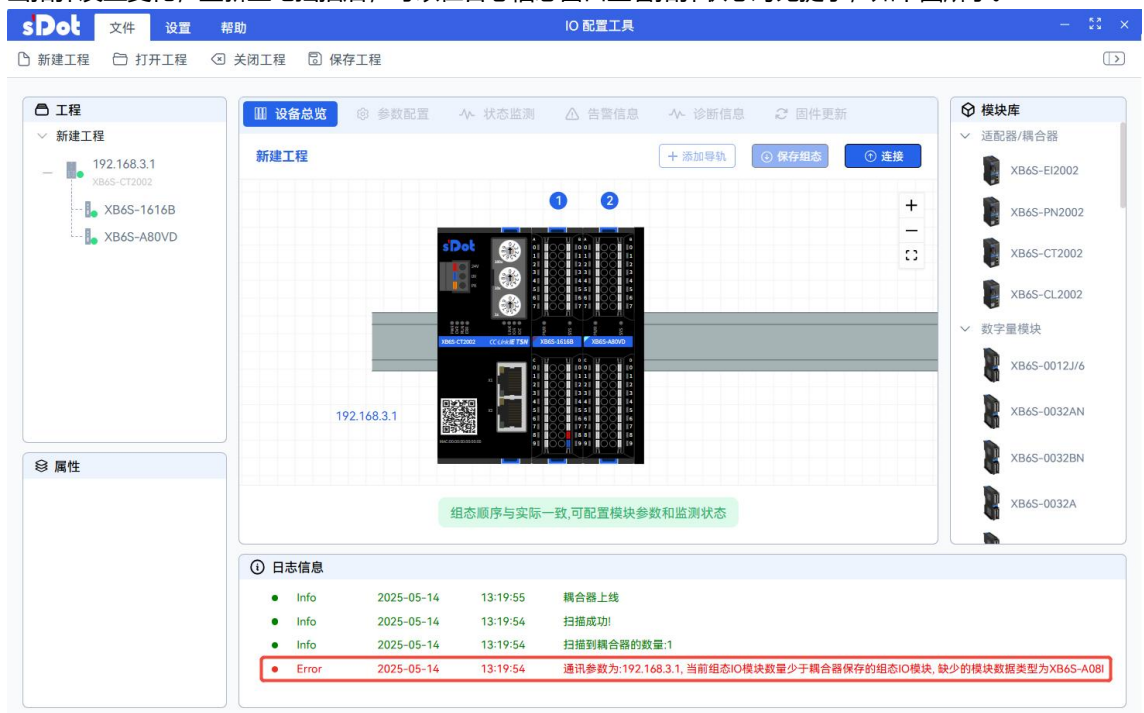 sDot 文件 设置 帮助 IO 配置工具
新建工程 打开工程 关闭工程 保存工程
工程
新建工程
192.168.3.1
XB6S-CT2002
XB6S-1616B
XB6S-A80VD
属性
设备总览 参数配置 状态监测 告警信息 诊断信息 固件更新
新建工程 + 添加导轨 保存组态 连接
1 2
sDot
XB6S-CT2002 CC-Link IE TSN XB6S-1616B XB6S-A80VD
192.168.3.1
组态顺序与实际一致,可配置模块参数和监测状态
模块库
适配器/耦合器
XB6S-EI2002
XB6S-PN2002
XB6S-CT2002
XB6S-CL2002
数字量模块
XB6S-0012J/6
XB6S-0032AN
XB6S-0032BN
XB6S-0032A
日志信息
Info 2025-05-14 13:19:55 耦合器上线
Info 2025-05-14 13:19:54 扫描成功!
Info 2025-05-14 13:19:54 扫描到耦合器的数量:1
Error 2025-05-14 13:19:54 通讯参数为:192.168.3.1, 当前组态IO模块数量少于耦合器保存的组态IO模块, 缺少的模块数据类型为XB6S-A08I